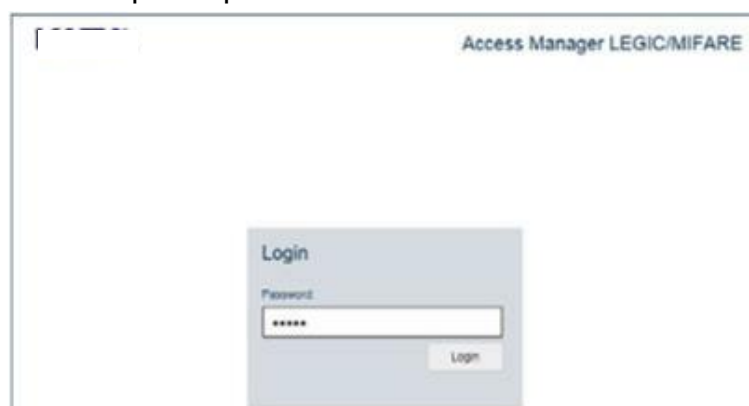 Access Manager LEGIC/MIFARE
Login
Password
•••••
Login